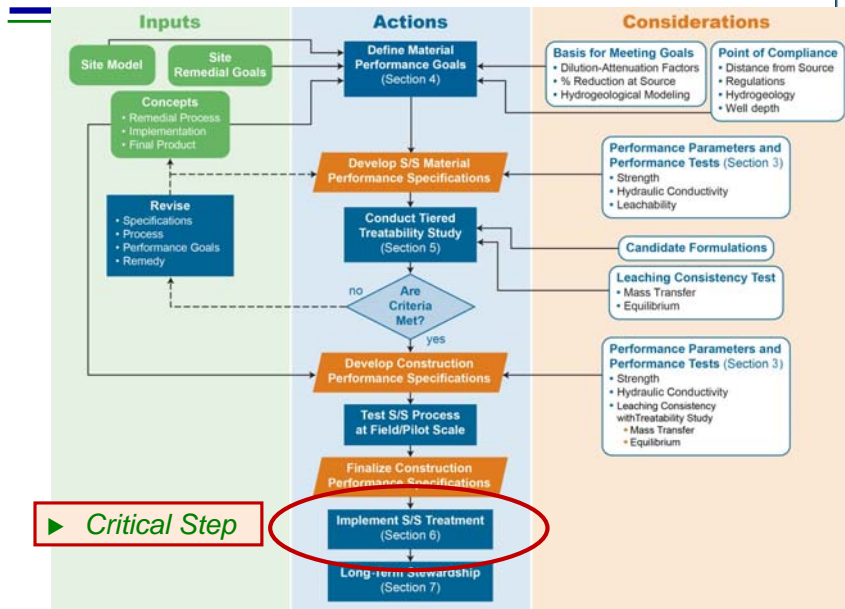 Inputs
Actions
Considerations
Site Model
Site
Remedial Goals
Define Material
Performance Goals
(Section 4)
Basis for Meeting Goals
• Dilution-Attenuation Factors
• % Reduction at Source
• Hydrogeological Modeling
Point of Compliance
• Distance from Source
• Regulations
• Hydrogeology
• Well depth
Concepts
• Remedial Process
• Implementation
• Final Product
Develop S/S Material
Performance Specifications
Performance Parameters and
Performance Tests (Section 3)
• Strength
• Hydraulic Conductivity
• Leachability
Revise
• Specifications
• Process
• Performance Goals
• Remedy
Conduct Tiered
Treatability Study
(Section 5)
Candidate Formulations
Leaching Consistency Test
• Mass Transfer
• Equilibrium
no
Are
Criteria
Met?
yes
Develop Construction
Performance Specifications
Performance Parameters and
Performance Tests (Section 3)
• Strength
• Hydraulic Conductivity
• Leaching Consistency
withTreatability Study
• Mass Transfer
• Equilibrium
Test S/S Process
at Field/Pilot Scale
Finalize Construction
Performance Specifications
► Critical Step
Implement S/S Treatment
(Section 6)
Long-Term Stewardship
(Section 7)